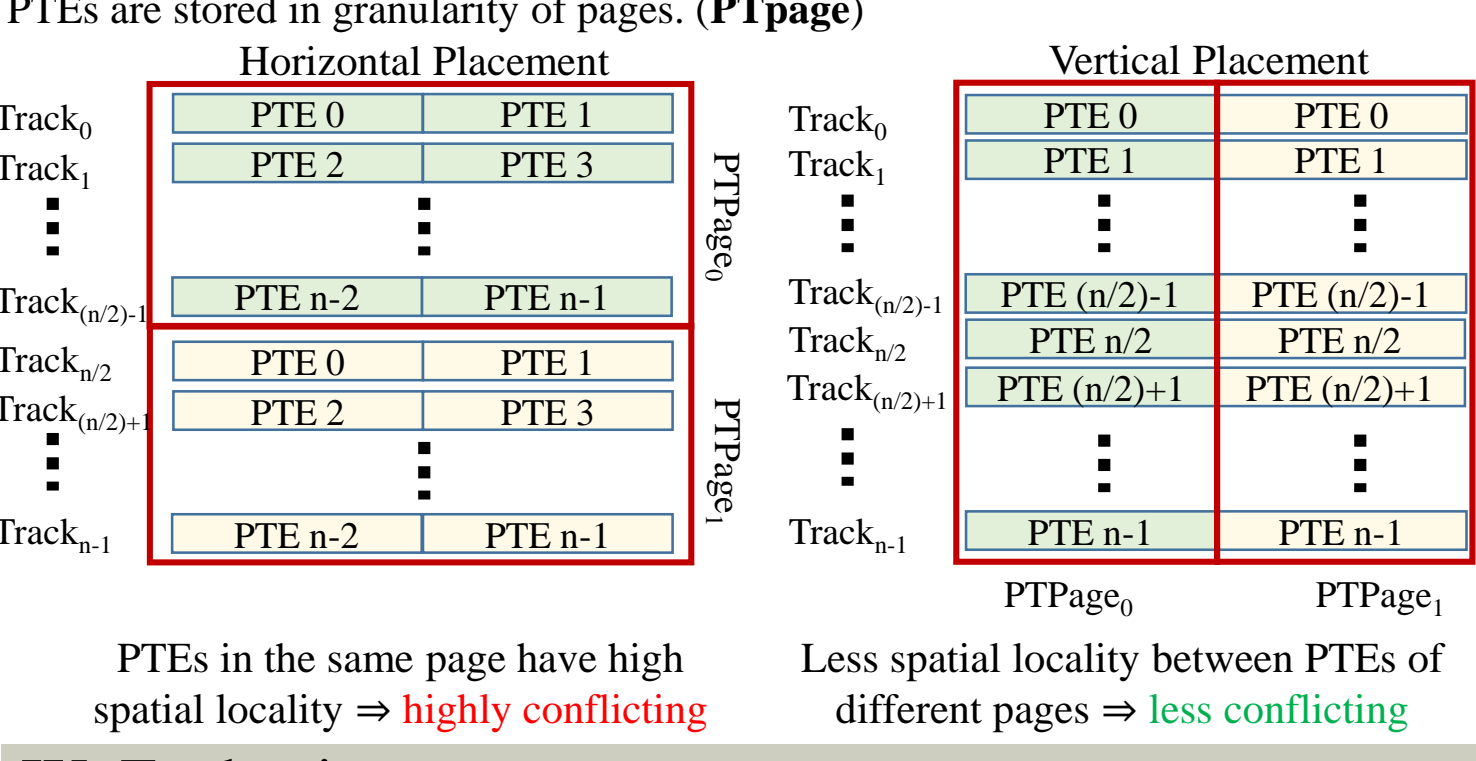 PTEs are stored in granularity of pages. (PTpage)
Horizontal Placement
Track0 PTE 0 PTE 1
Track1 PTE 2 PTE 3
Track(n/2)-1 PTE n-2 PTE n-1
PTPage0
Trackn/2 PTE 0 PTE 1
Track(n/2)+1 PTE 2 PTE 3
Trackn-1 PTE n-2 PTE n-1
PTPage1
PTEs in the same page have high
spatial locality ⇒ highly conflicting
Vertical Placement
Track0 PTE 0 PTE 0
Track1 PTE 1 PTE 1
Track(n/2)-1 PTE (n/2)-1 PTE (n/2)-1
Trackn/2 PTE n/2 PTE n/2
Track(n/2)+1 PTE (n/2)+1 PTE (n/2)+1
Trackn-1 PTE n-1 PTE n-1
PTPage0 PTPage1
Less spatial locality between PTEs of
different pages ⇒ less conflicting